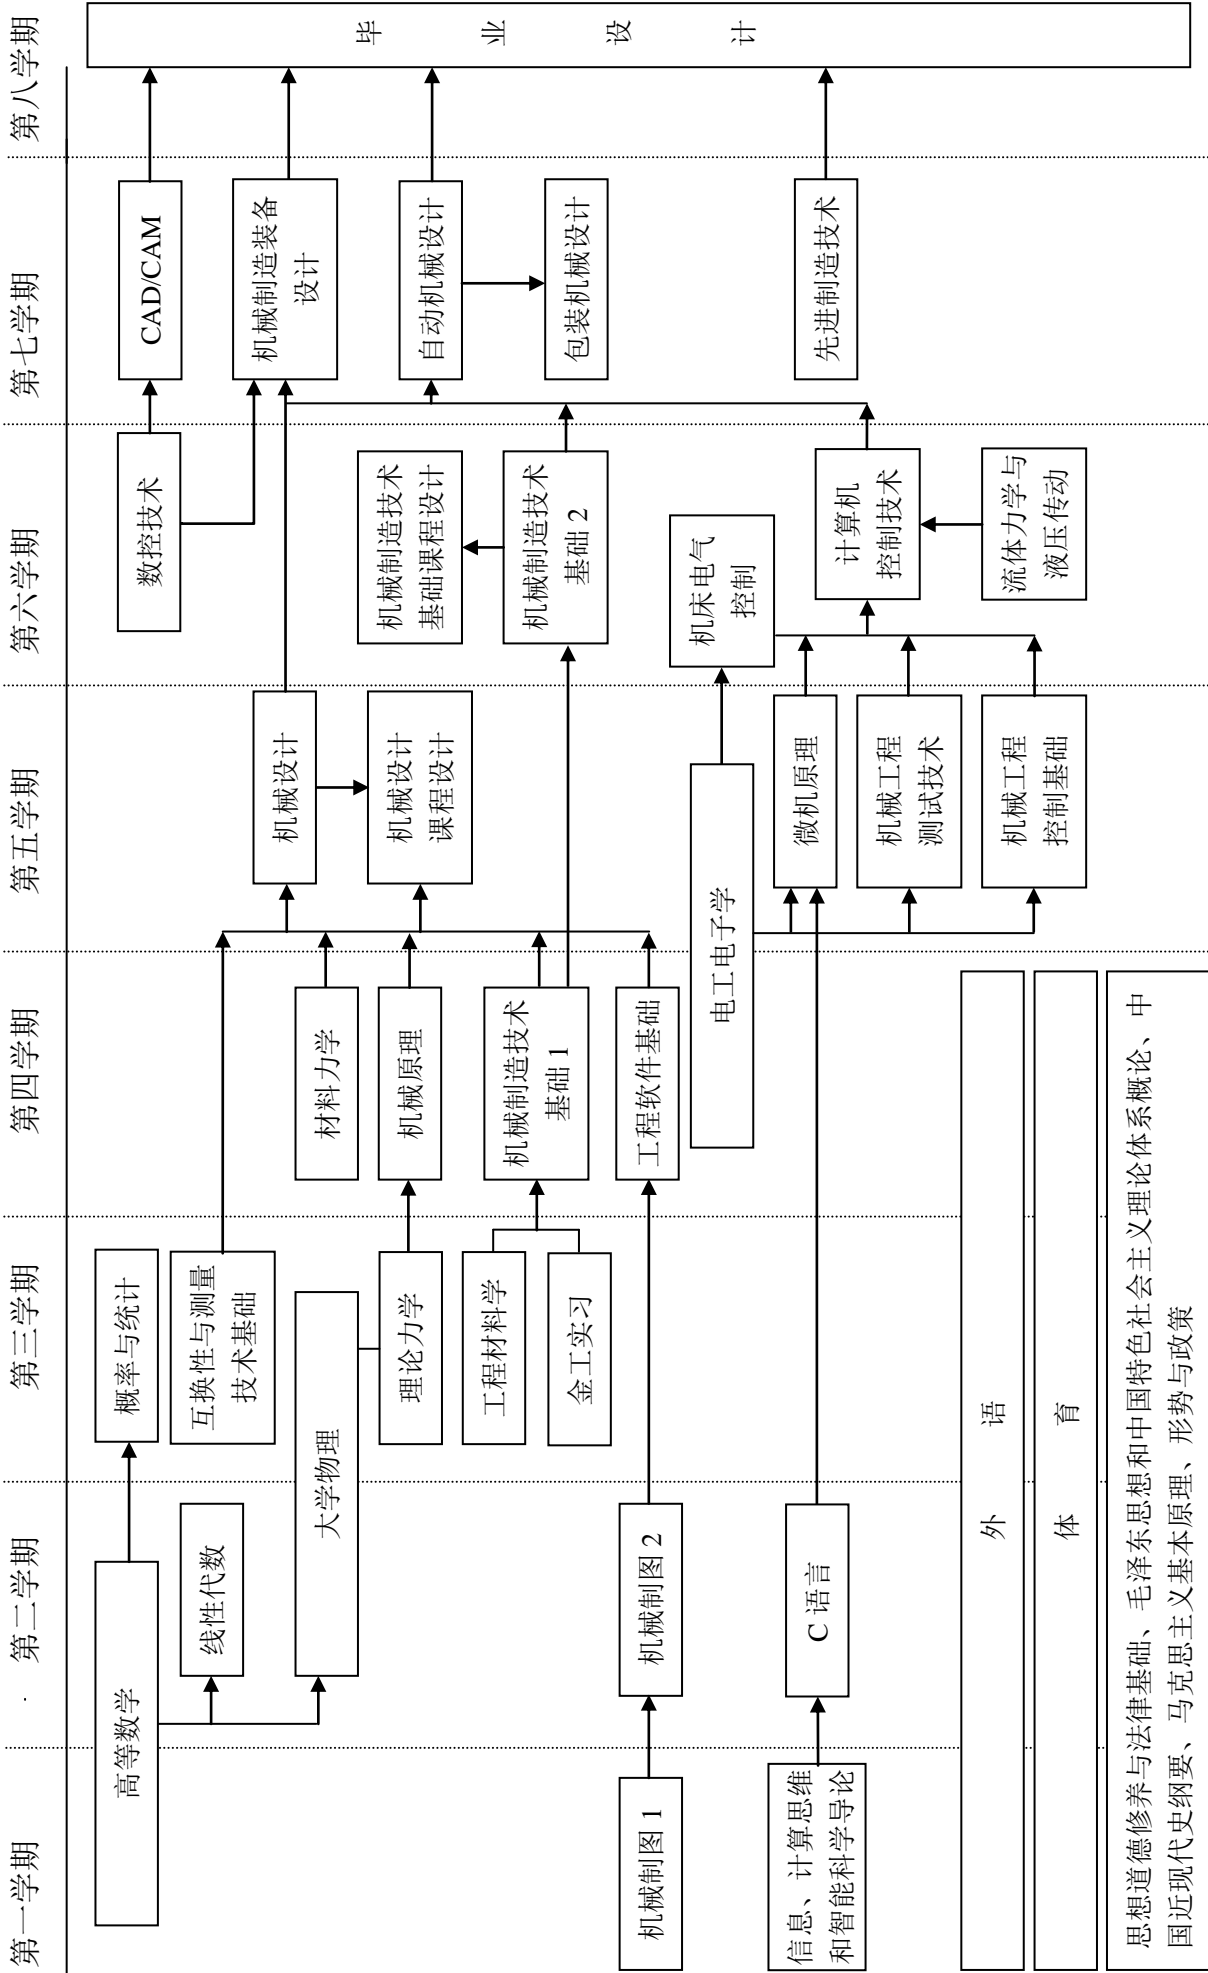 第一学期
第二学期
第三学期
第四学期
第五学期
第六学期
第七学期
第八学期
高等数学
概率与统计
线性代数
互换性与测量
技术基础
大学物理
理论力学
工程材料学
金工实习
材料力学
机械原理
机械制造技术
基础 1
机械制图 1
机械制图 2
工程软件基础
信息、计算思维
和智能科学导论
C 语言
电工电子学
机械设计
机械设计
课程设计
微机原理
机械工程
测试技术
机械工程
控制基础
数控技术
机械制造技术
基础课程设计
机械制造技术
基础 2
机床电气
控制
计算机
控制技术
流体力学与
液压传动
CAD/CAM
机械制造装备
设计
自动机械设计
包装机械设计
先进制造技术
毕业设计
外语
体育
思想道德修养与法律基础、毛泽东思想和中国特色社会主义理论体系概论、中
国近现代史纲要、马克思主义基本原理、形势与政策